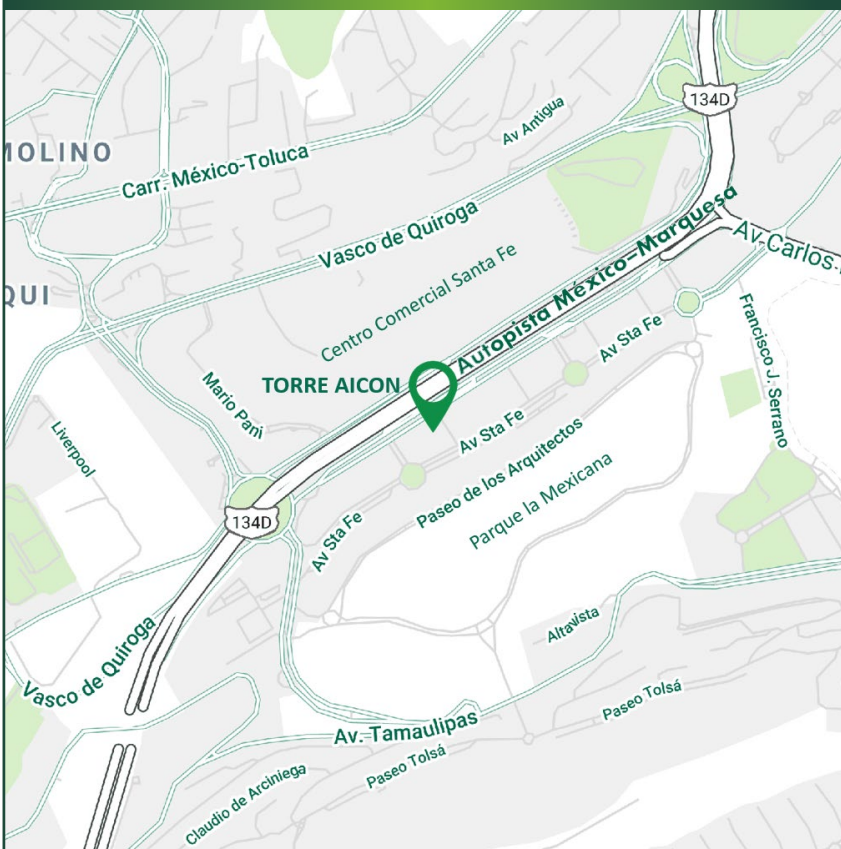 134D
Av Antigua
MOLINO
Carr. México-Toluca
Vasco de Quiroga
Autopista México-Marquesa
Av Carlos
QUI
Centro Comercial Santa Fe
Francisco J. Serrano
Av Sta Fe
TORRE AICON
Mario Pani
Av Sta Fe
Liverpool
Paseo de los Arquitectos
Parque la Mexicana
134D
Av Sta Fe
Altavista
Vasco de Quiroga
Paseo Tolsá
Av. Tamaulipas
Paseo Tolsá
Claudio de Arciniega